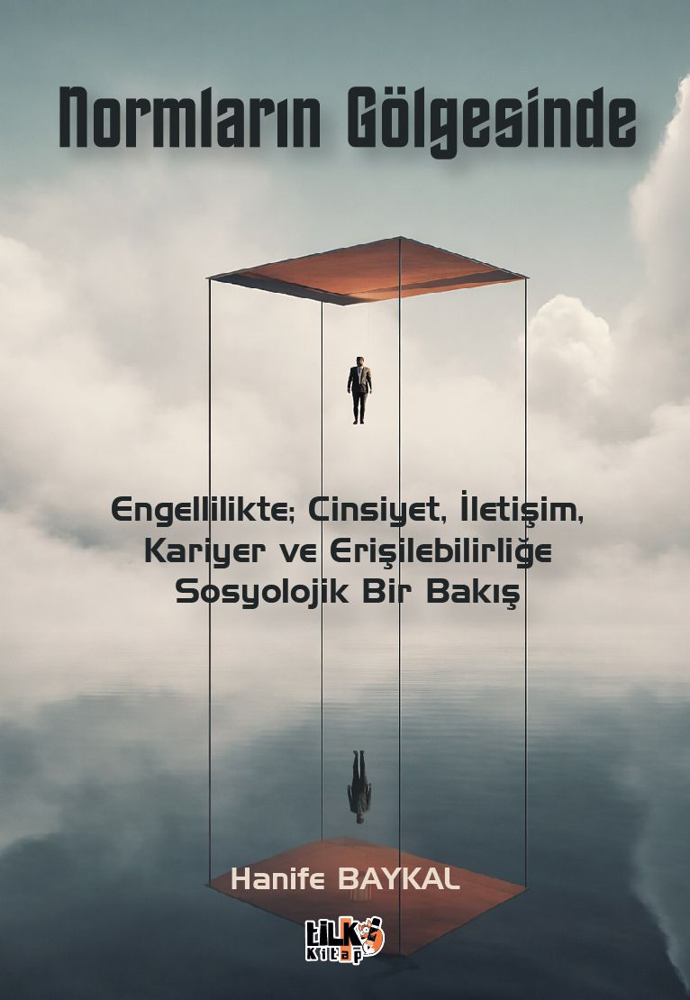 Normların Gölgesinde
Engellilikte; Cinsiyet, İletişim,
Kariyer ve Erişilebilirliğe
Sosyolojik Bir Bakış
Hanife BAYKAL
tilki
Kitap